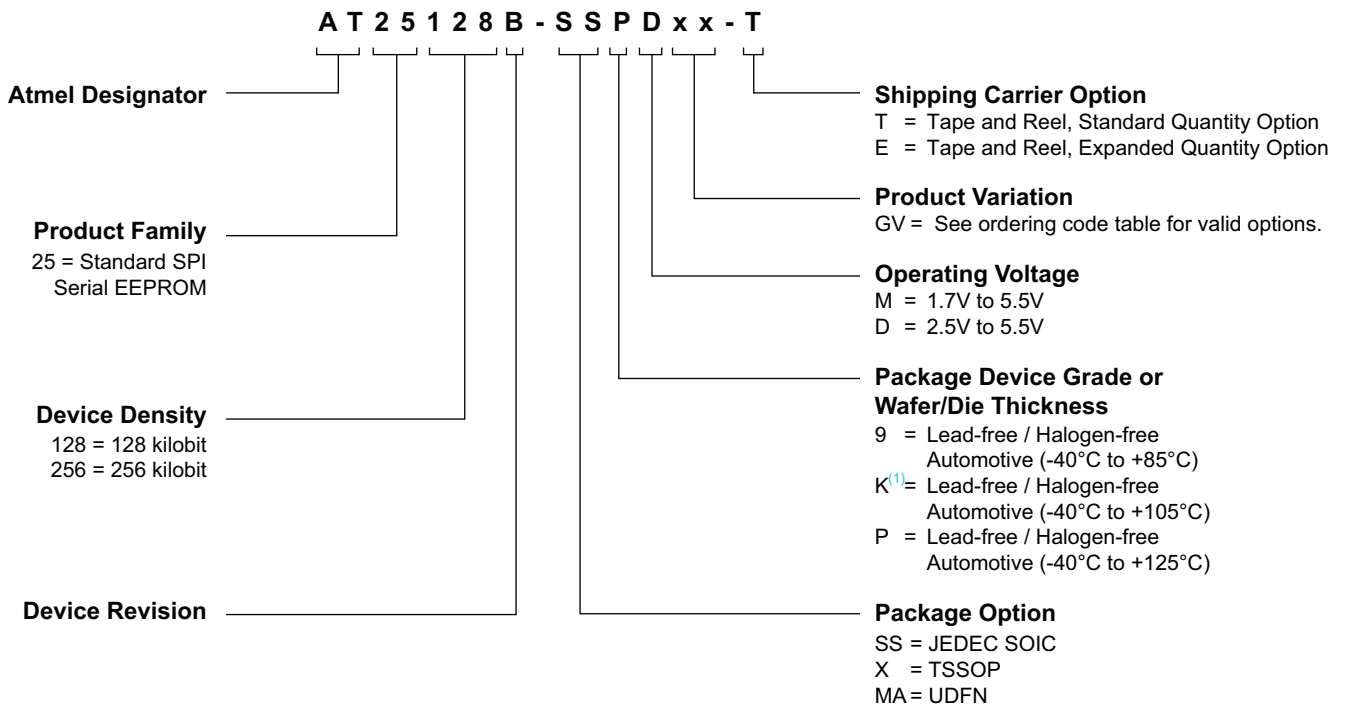 AT25128B-SSPDxx-T
Atmel Designator
Product Family
25 = Standard SPI
Serial EEPROM
Device Density
128 = 128 kilobit
256 = 256 kilobit
Device Revision
Shipping Carrier Option
T = Tape and Reel, Standard Quantity Option
E = Tape and Reel, Expanded Quantity Option
Product Variation
GV = See ordering code table for valid options.
Operating Voltage
M = 1.7V to 5.5V
D = 2.5V to 5.5V
Package Device Grade or
Wafer/Die Thickness
9 = Lead-free / Halogen-free
Automotive (-40°C to +85°C)
K(1)= Lead-free / Halogen-free
Automotive (-40°C to +105°C)
P = Lead-free / Halogen-free
Automotive (-40°C to +125°C)
Package Option
SS = JEDEC SOIC
X = TSSOP
MA = UDFN